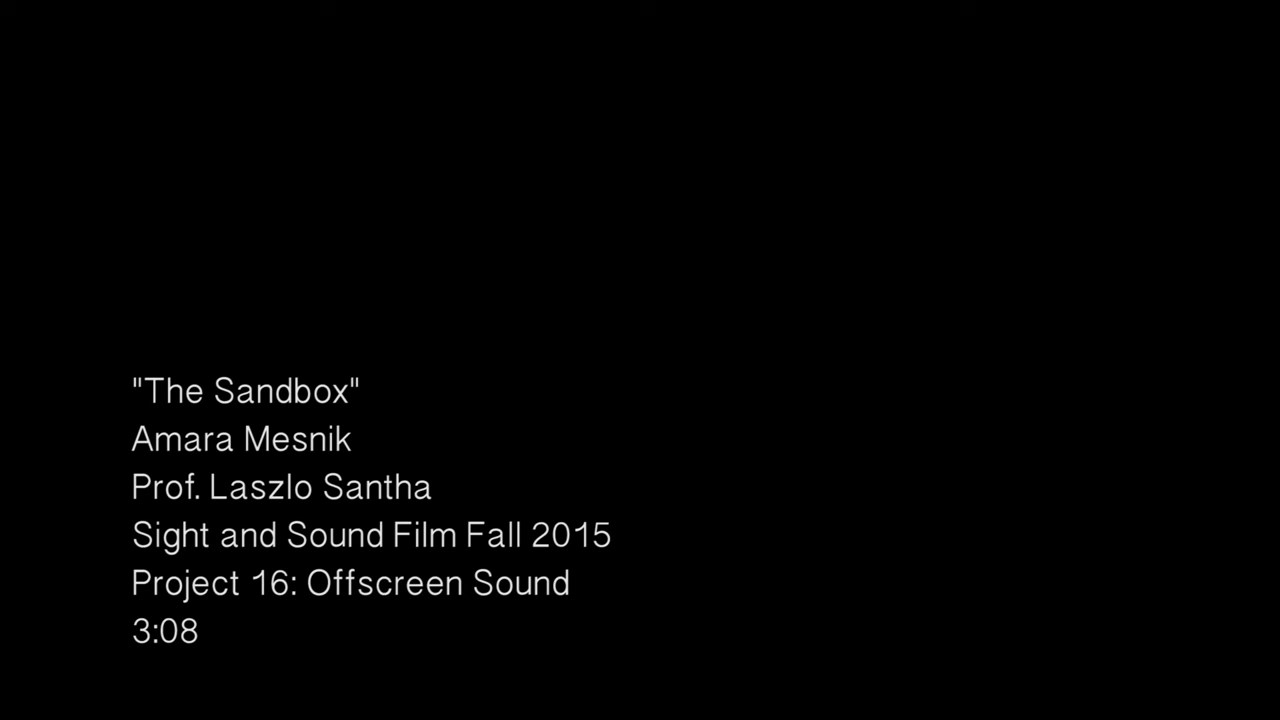 "The Sandbox"
Amara Mesnik
Prof. Laszlo Santha
Sight and Sound Film Fall 2015
Project 16: Offscreen Sound
3:08